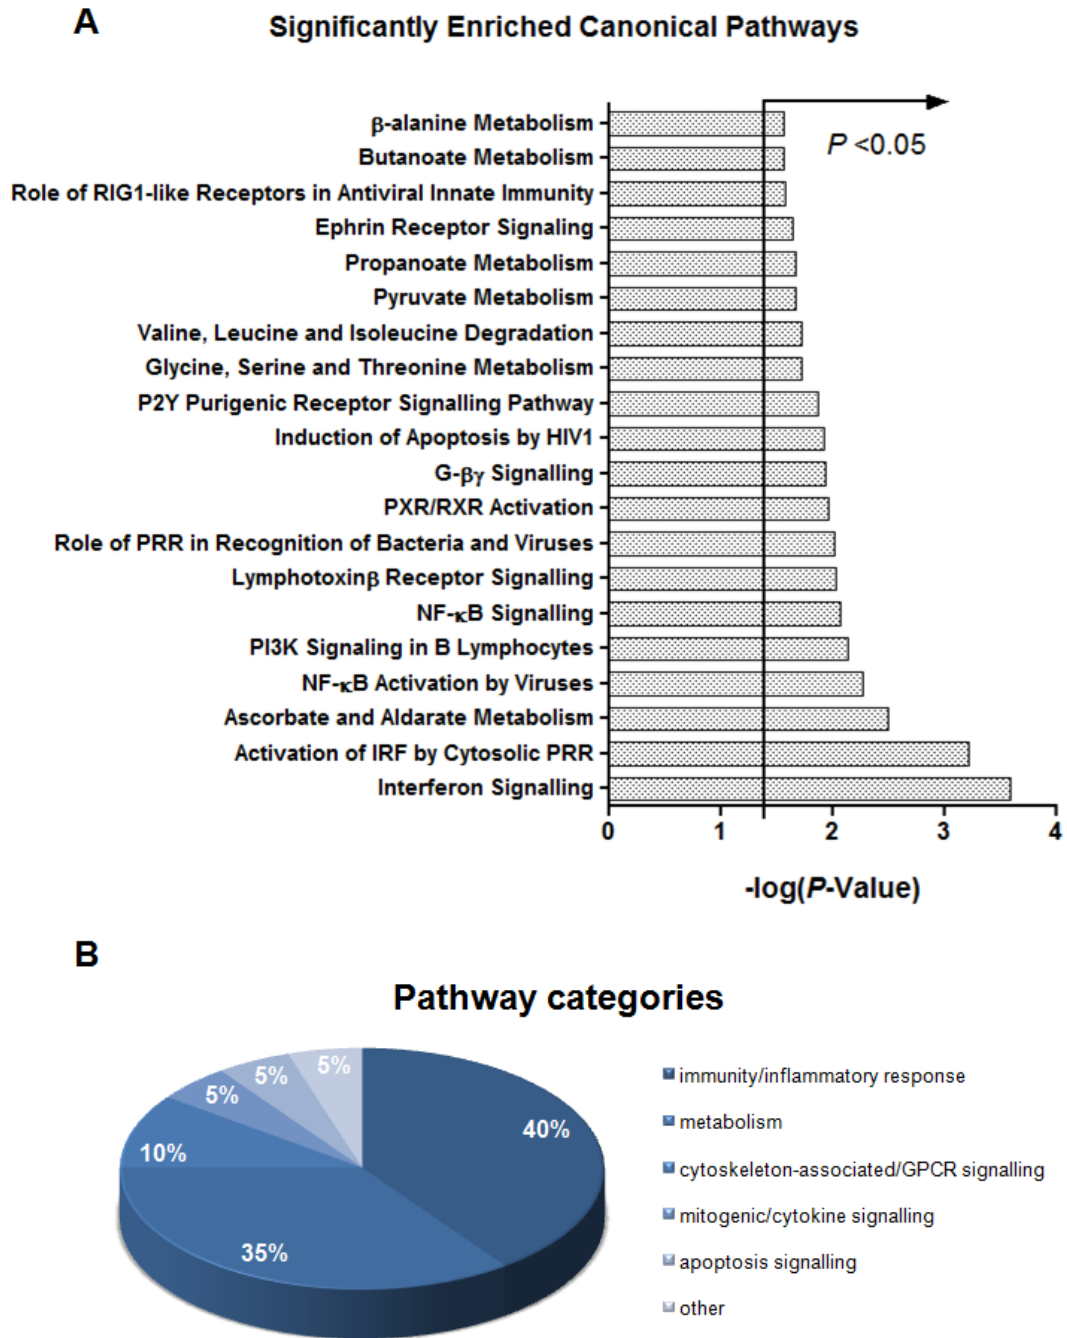 A
Significantly Enriched Canonical Pathways
P <0.05
β-alanine Metabolism
Butanoate Metabolism
Role of RIG1-like Receptors in Antiviral Innate Immunity
Ephrin Receptor Signaling
Propanoate Metabolism
Pyruvate Metabolism
Valine, Leucine and Isoleucine Degradation
Glycine, Serine and Threonine Metabolism
P2Y Purigenic Receptor Signalling Pathway
Induction of Apoptosis by HIV1
G-βγ Signalling
PXR/RXR Activation
Role of PRR in Recognition of Bacteria and Viruses
Lymphotoxinβ Receptor Signalling
NF-κB Signalling
PI3K Signaling in B Lymphocytes
NF-κB Activation by Viruses
Ascorbate and Aldarate Metabolism
Activation of IRF by Cytosolic PRR
Interferon Signalling
0 1 2 3 4
-log(P-Value)
B
Pathway categories
5%
5%
5%
10%
35%
40%
immunity/inflammatory response
metabolism
cytoskeleton-associated/GPCR signalling
mitogenic/cytokine signalling
apoptosis signalling
other